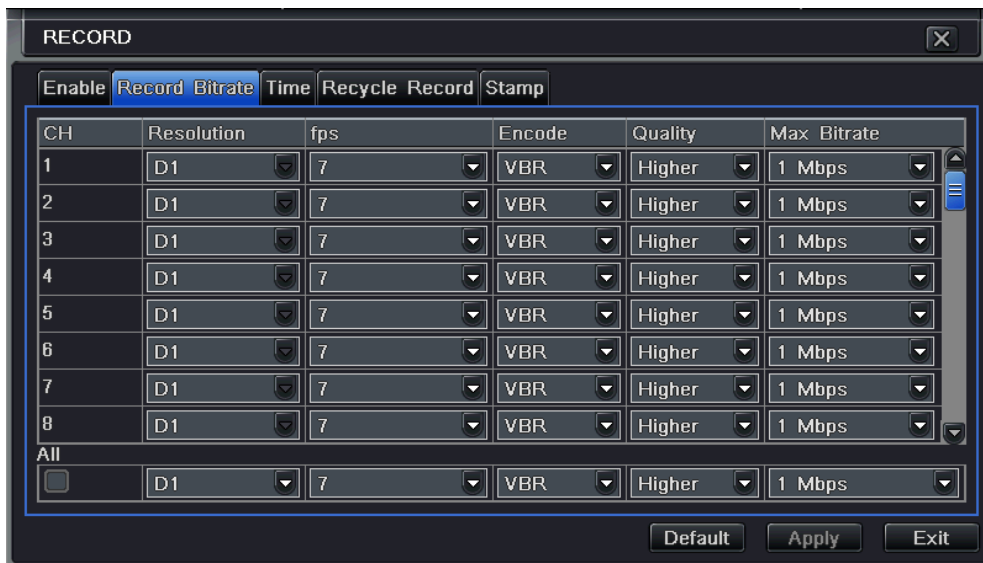 RECORD
Enable Record Bitrate Time Recycle Record Stamp
CH Resolution fps Encode Quality Max Bitrate
1 D1 7 VBR Higher 1 Mbps
2 D1 7 VBR Higher 1 Mbps
3 D1 7 VBR Higher 1 Mbps
4 D1 7 VBR Higher 1 Mbps
5 D1 7 VBR Higher 1 Mbps
6 D1 7 VBR Higher 1 Mbps
7 D1 7 VBR Higher 1 Mbps
8 D1 7 VBR Higher 1 Mbps
All
D1 7 VBR Higher 1 Mbps
Default Apply Exit